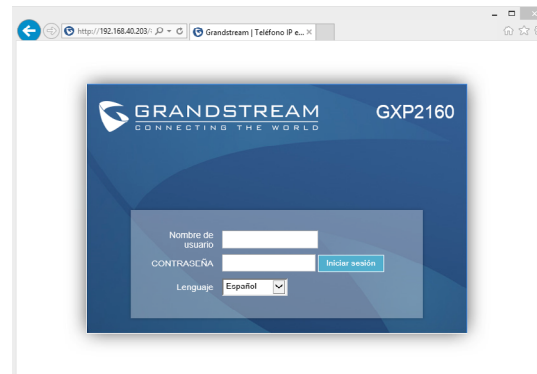 http://192.168.40.203/
Grandstream | Teléfono IP e...
GRANDSTREAM
CONNECTING THE WORLD
GXP2160
Nombre de
usuario
CONTRASEÑA
Iniciar sesión
Lenguaje
Español